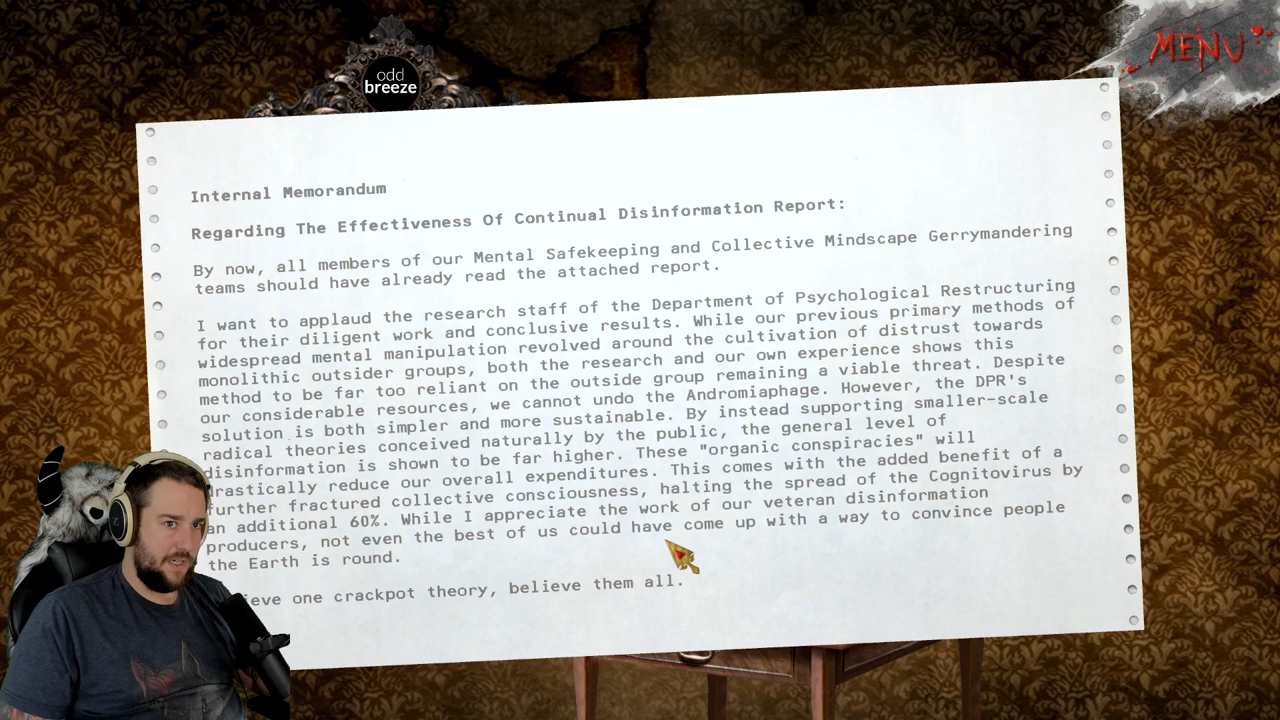 MENU
odd
breeze
Internal Memorandum
Regarding The Effectiveness Of Continual Disinformation Report:
By now, all members of our Mental Safekeeping and Collective Mindscape Gerrymandering
teams should have already read the attached report.
I want to applaud the research staff of the Department of Psychological Restructuring
for their diligent work and conclusive results. While our previous primary methods of
widespread mental manipulation revolved around the cultivation of distrust towards
monolithic outsider groups, both the research and our own experience shows this
method to be far too reliant on the outside group remaining a viable threat. Despite
our considerable resources, we cannot undo the Andromiaphage. However, the DPR's
solution is both simpler and more sustainable. By instead supporting smaller-scale
radical theories conceived naturally by the public, the general level of
disinformation is shown to be far higher. These "organic conspiracies" will
drastically reduce our overall expenditures. This comes with the added benefit of a
further fractured collective consciousness, halting the spread of the Cognitovirus by
an additional 60%. While I appreciate the work of our veteran disinformation
producers, not even the best of us could have come up with a way to convince people
the Earth is round.
ieve one crackpot theory, believe them all.